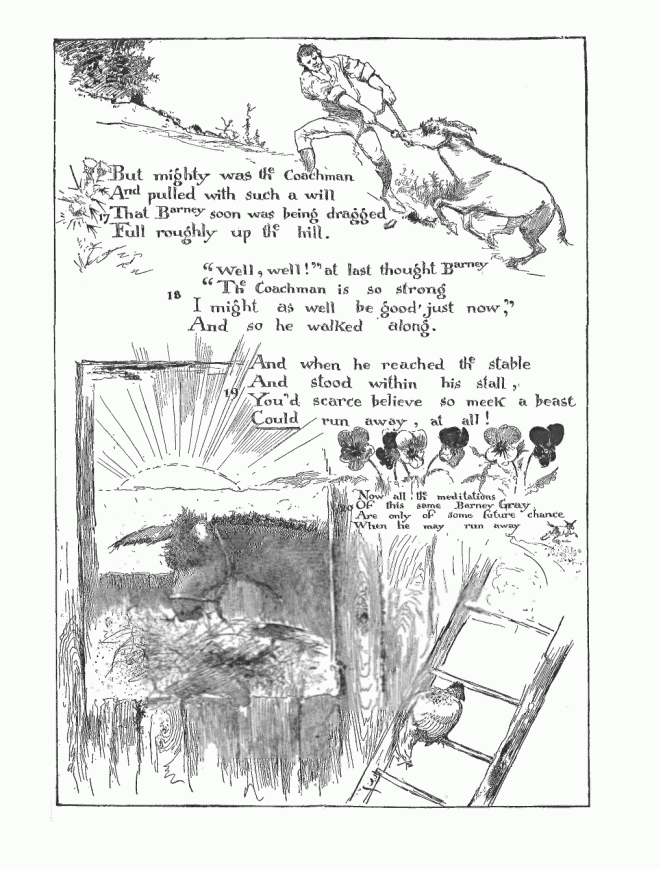 But mighty was the Coachman
And pulled with such a will
17 That Barney soon was being dragged
Full roughly up the hill.
"Well, well!" at last thought Barney
"The Coachman is so strong
18 I might as well be good just now,"
And so he walked along.
And when he reached the stable
And stood within his stall,
19 You'd scarce believe so meek a beast
Could run away, at all!
Now all the meditations
20 Of this same Barney Gray
Are only of some future chance
When he may run away